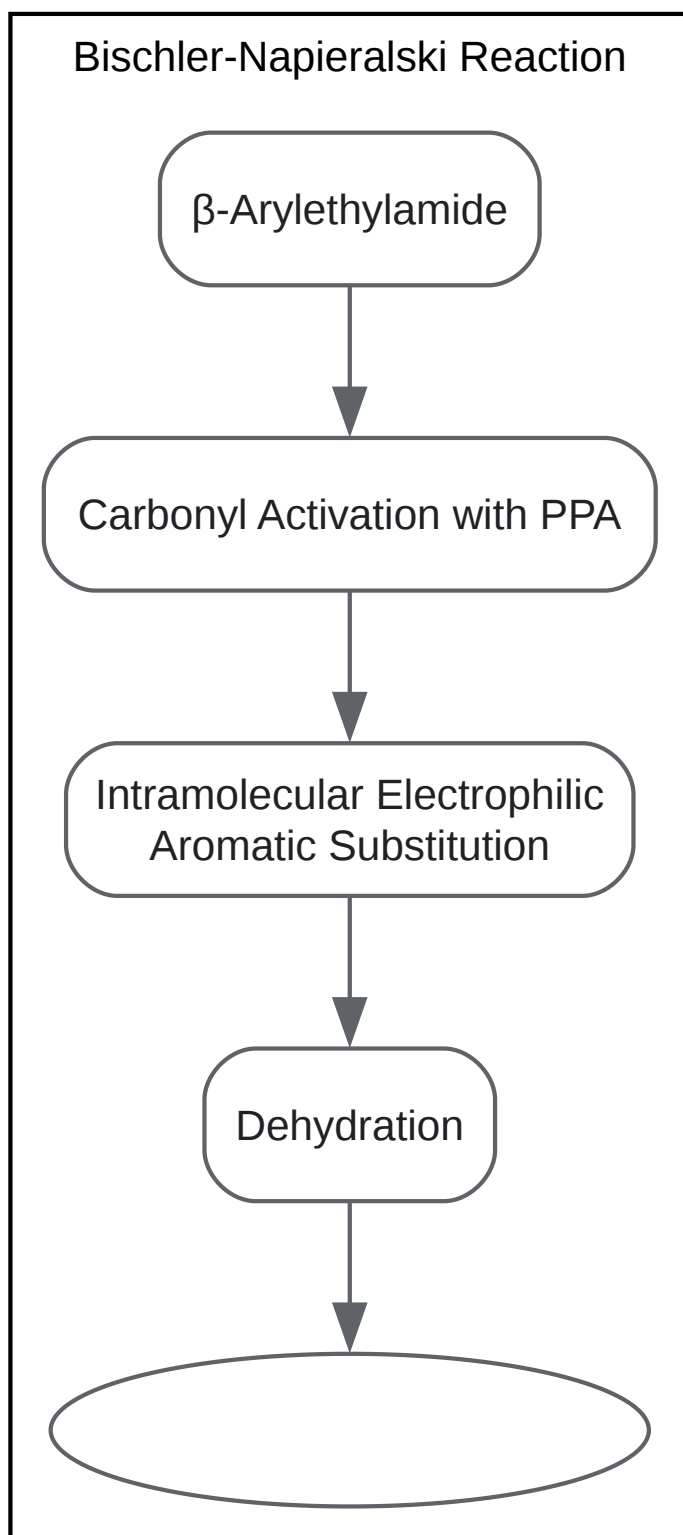 Bischler-Napieralski Reaction
β-Arylethylamide
Carbonyl Activation with PPA
Intramolecular Electrophilic
Aromatic Substitution
Dehydration